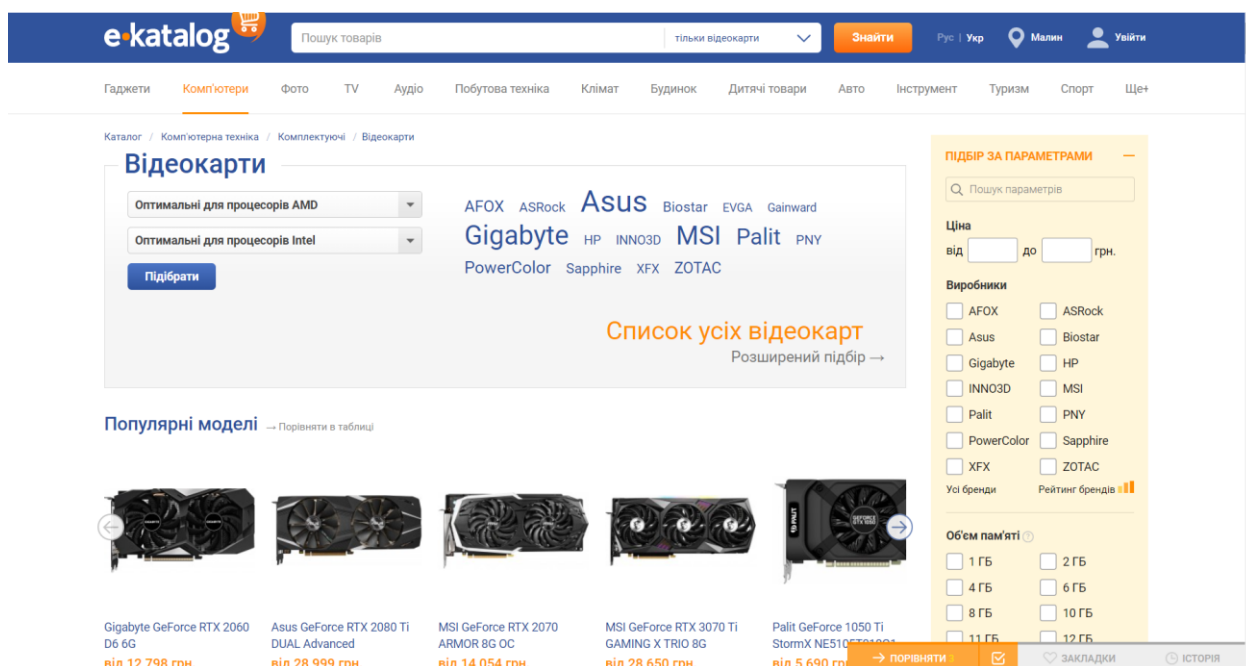 e-katalog
Пошук товарів
тільки відеокарти
Знайти
Рус | Укр
Малин
Увійти
Гаджети Комп'ютери Фото TV Аудіо Побутова техніка Клімат Будинок Дитячі товари Авто Інструмент Туризм Спорт Ще+
Каталог / Комп'ютерна техніка / Комплектуючі / Відеокарти
Відеокарти
Оптимальні для процесорів AMD
Оптимальні для процесорів Intel
Підібрати
AFOX ASRock Asus Biostar EVGA Gainward
Gigabyte HP INNO3D MSI Palit PNY
PowerColor Sapphire XFX ZOTAC
Список усіх відеокарт
Розширений підбір →
Популярні моделі → Порівняти в таблиці
Gigabyte GeForce RTX 2060
D6 6G
від 12 798 грн.
Asus GeForce RTX 2080 Ti
DUAL Advanced
від 28 999 грн.
MSI GeForce RTX 2070
ARMOR 8G OC
від 14 054 грн.
MSI GeForce RTX 3070 Ti
GAMING X TRIO 8G
від 28 650 грн.
Palit GeForce 1050 Ti
StormX
від 5 690 грн
ПІДБІР ЗА ПАРАМЕТРАМИ —
Пошук параметрів
Ціна
від до грн.
Виробники
AFOX ASRock
Asus Biostar
Gigabyte HP
INNO3D MSI
Palit PNY
PowerColor Sapphire
XFX ZOTAC
Усі бренди Рейтинг брендів
Об'єм пам'яті
1 ГБ 2 ГБ
4 ГБ 6 ГБ
8 ГБ 10 ГБ
11 ГБ 12 ГБ
→ ПОРІВНЯТИ
ЗАКЛАДКИ
ІСТОРІЯ